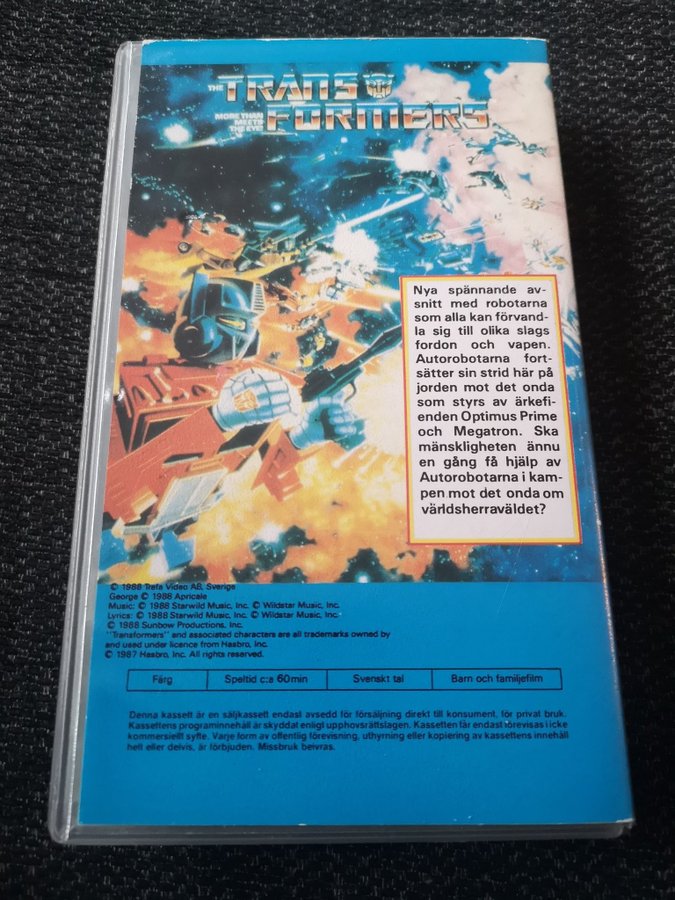 THE TRANS
FORMERS
MORE THAN
MEETS
THE EYE!
Nya spännande av-
snitt med robotarna
som alla kan förvand-
la sig till olika slags
fordon och vapen.
Autorobotarna fort-
sätter sin strid här på
jorden mot det onda
som styrs av ärkefi-
enden Optimus Prime
och Megatron. Ska
mänskligheten ännu
en gång få hjälp av
Autorobotarna i kam-
pen mot det onda om
världsherraväldet?
© 1988 Trefa Video AB, Sverige
George © 1988 Apricale
Music: © 1988 Starwild Music, Inc. © Wildstar Music, Inc.
Lyrics: © 1988 Starwild Music, Inc. © Wildstar Music, Inc.
© 1988 Sunbow Productions, Inc.
"Transformers" and associated characters are all trademarks owned by
and used under licence from Hasbro, Inc.
© 1987 Hasbro, Inc. All rights reserved.
Färg Speltid c:a 60min Svenskt tal Barn och familjefilm
Denna kassett är en säljkassett endast avsedd för försäljning direkt till konsument, för privat bruk.
Kassettens programinnehåll är skyddat enligt upphovsrättslagen. Kassetten får endast förevisas i icke
kommersiellt syfte. Varje form av offentlig förevisning, uthyrning eller kopiering av kassettens innehåll
helt eller delvis, är förbjuden. Missbruk beivras.